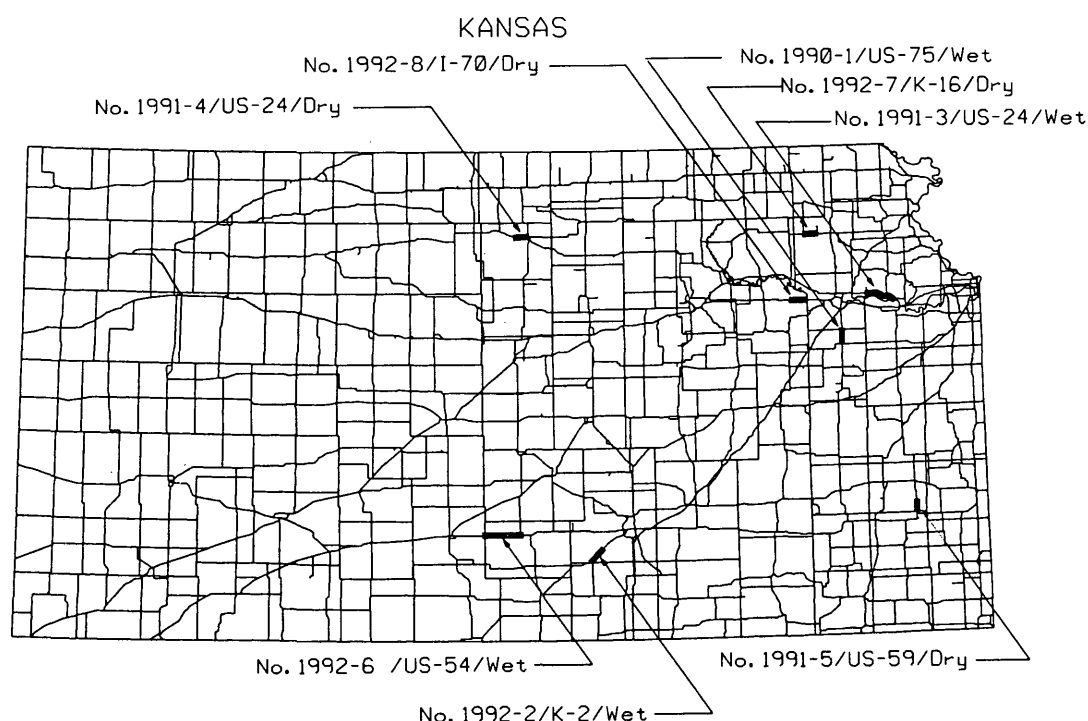 KANSAS
No. 1992-8/I-70/Dry
No. 1990-1/US-75/Wet
No. 1992-7/K-16/Dry
No. 1991-4/US-24/Dry
No. 1991-3/US-24/Wet
No. 1992-6 /US-54/Wet
No. 1991-5/US-59/Dry
No. 1992-2/K-2/Wet